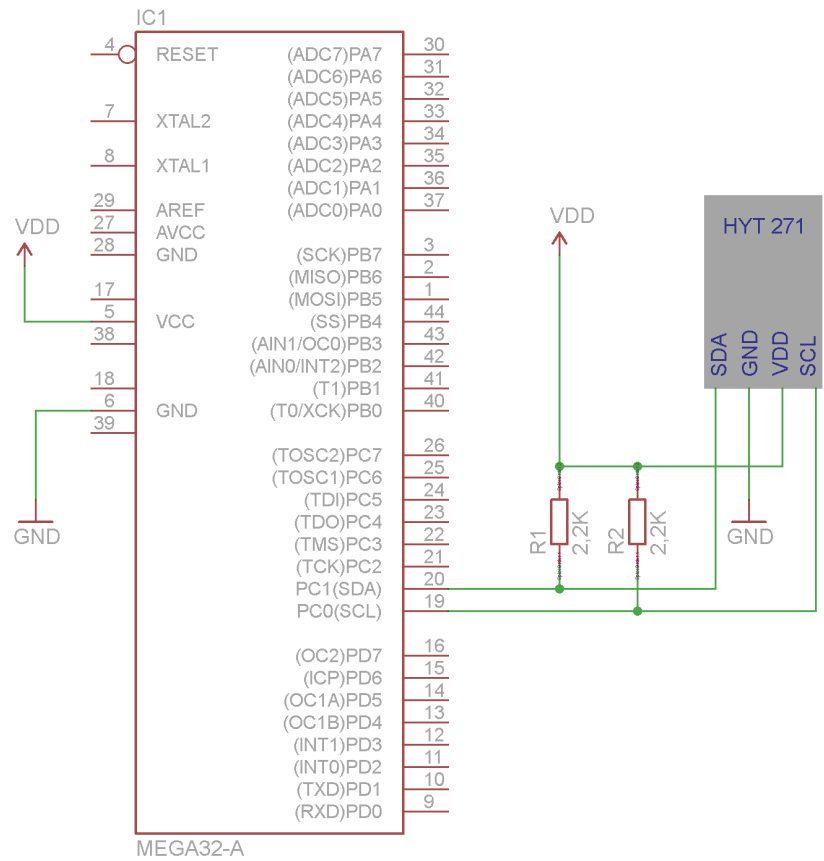 IC1
4 RESET (ADC7)PA7 30
(ADC6)PA6 31
(ADC5)PA5 32
7 XTAL2 (ADC4)PA4 33
(ADC3)PA3 34
8 XTAL1 (ADC2)PA2 35
(ADC1)PA1 36
29 AREF (ADC0)PA0 37
27 AVCC
28 GND (SCK)PB7 3
(MISO)PB6 2
17 (MOSI)PB5 1
5 VCC (SS)PB4 44
38 (AIN1/OC0)PB3 43
(AIN0/INT2)PB2 42
18 (T1)PB1 41
6 GND (T0/XCK)PB0 40
39
(TOSC2)PC7 26
(TOSC1)PC6 25
(TDI)PC5 24
(TDO)PC4 23
(TMS)PC3 22
(TCK)PC2 21
PC1(SDA) 20
PC0(SCL) 19
(OC2)PD7 16
(ICP)PD6 15
(OC1A)PD5 14
(OC1B)PD4 13
(INT1)PD3 12
(INT0)PD2 11
(TXD)PD1 10
(RXD)PD0 9
MEGA32-A
VDD
GND
VDD
R1
2,2K
R2
2,2K
HYT 271
SDA
GND
VDD
SCL
GND